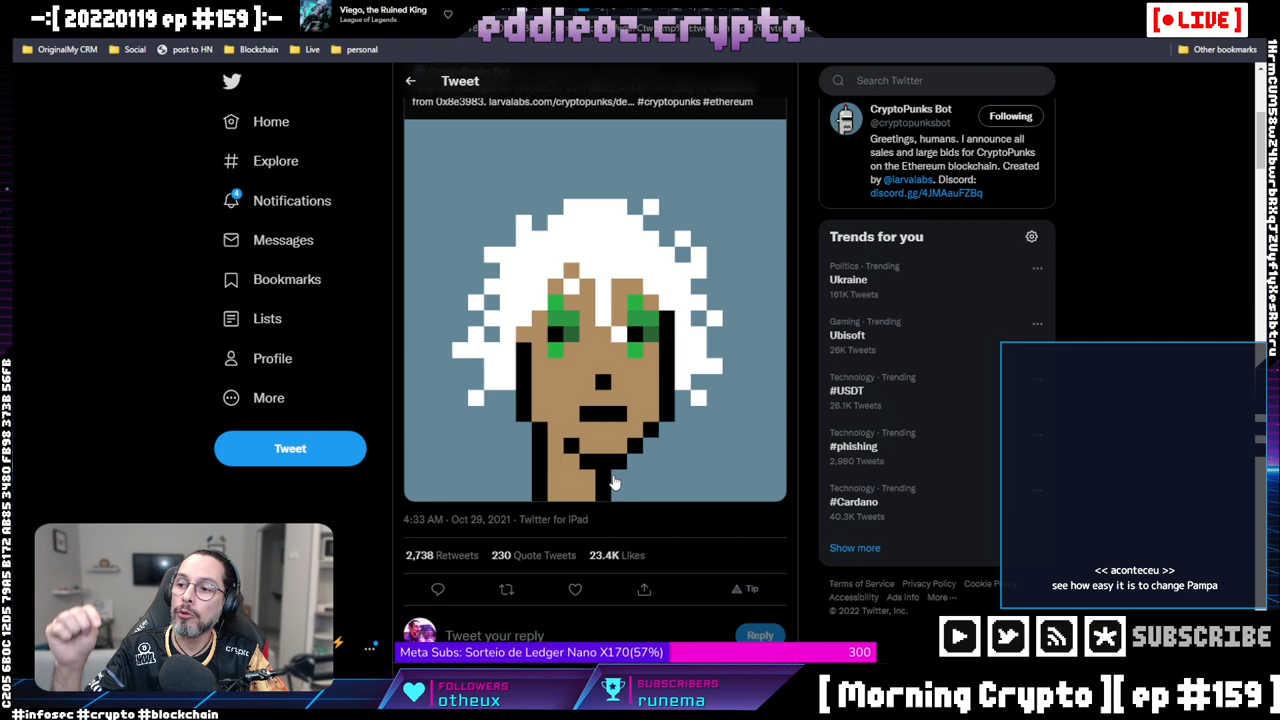 -:[ 20220119 ep #159 ]:-
Viego, the Ruined King
League of Legends
eddieoz.crypto
[ ● LIVE ]
OriginalMy CRM
Social
post to HN
Blockchain
Live
personal
Other bookmarks
Home
Explore
4
Notifications
Messages
Bookmarks
Lists
Profile
More
Tweet
Tweet
from 0x8e3983. larvalabs.com/cryptopunks/de... #cryptopunks #ethereum
4:33 AM · Oct 29, 2021 · Twitter for iPad
2,738 Retweets 230 Quote Tweets 23.4K Likes
Tip
Tweet your reply
Reply
Search Twitter
CryptoPunks Bot
@cryptopunksbot
Following
Greetings, humans. I announce all
sales and large bids for CryptoPunks
on the Ethereum blockchain. Created
by @larvalabs. Discord:
discord.gg/4JMAauFZBq
Trends for you
Politics · Trending
Ukraine
161K Tweets
Gaming · Trending
Ubisoft
26K Tweets
Technology · Trending
#USDT
26.1K Tweets
Technology · Trending
#phishing
2,980 Tweets
Technology · Trending
#Cardano
40.3K Tweets
Show more
Terms of Service Privacy Policy Cookie
Accessibility Ads info More ···
© 2022 Twitter, Inc.
<< aconteceu >>
see how easy it is to change Pampa
SUBSCRIBE
Meta Subs: Sorteio de Ledger Nano X170(57%)
300
FOLLOWERS
otheux
SUBSCRIBERS
runema
[ Morning Crypto ][ ep #159 ]
#infosec #crypto #blockchain